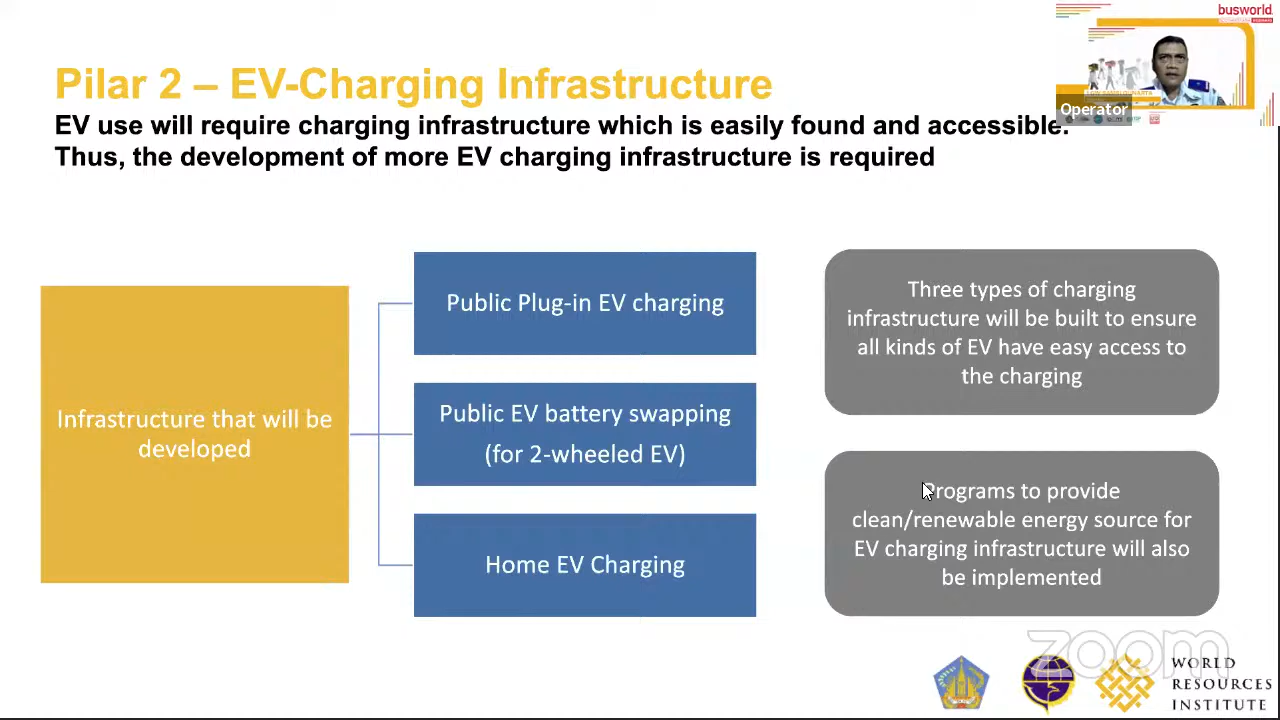 busworld
Operator
Pilar 2 – EV-Charging Infrastructure
EV use will require charging infrastructure which is easily found and accessible.
Thus, the development of more EV charging infrastructure is required
Infrastructure that will be
developed
Public Plug-in EV charging
Public EV battery swapping
(for 2-wheeled EV)
Home EV Charging
Three types of charging
infrastructure will be built to ensure
all kinds of EV have easy access to
the charging
Programs to provide
clean/renewable energy source for
EV charging infrastructure will also
be implemented
zoom
WORLD
RESOURCES
INSTITUTE